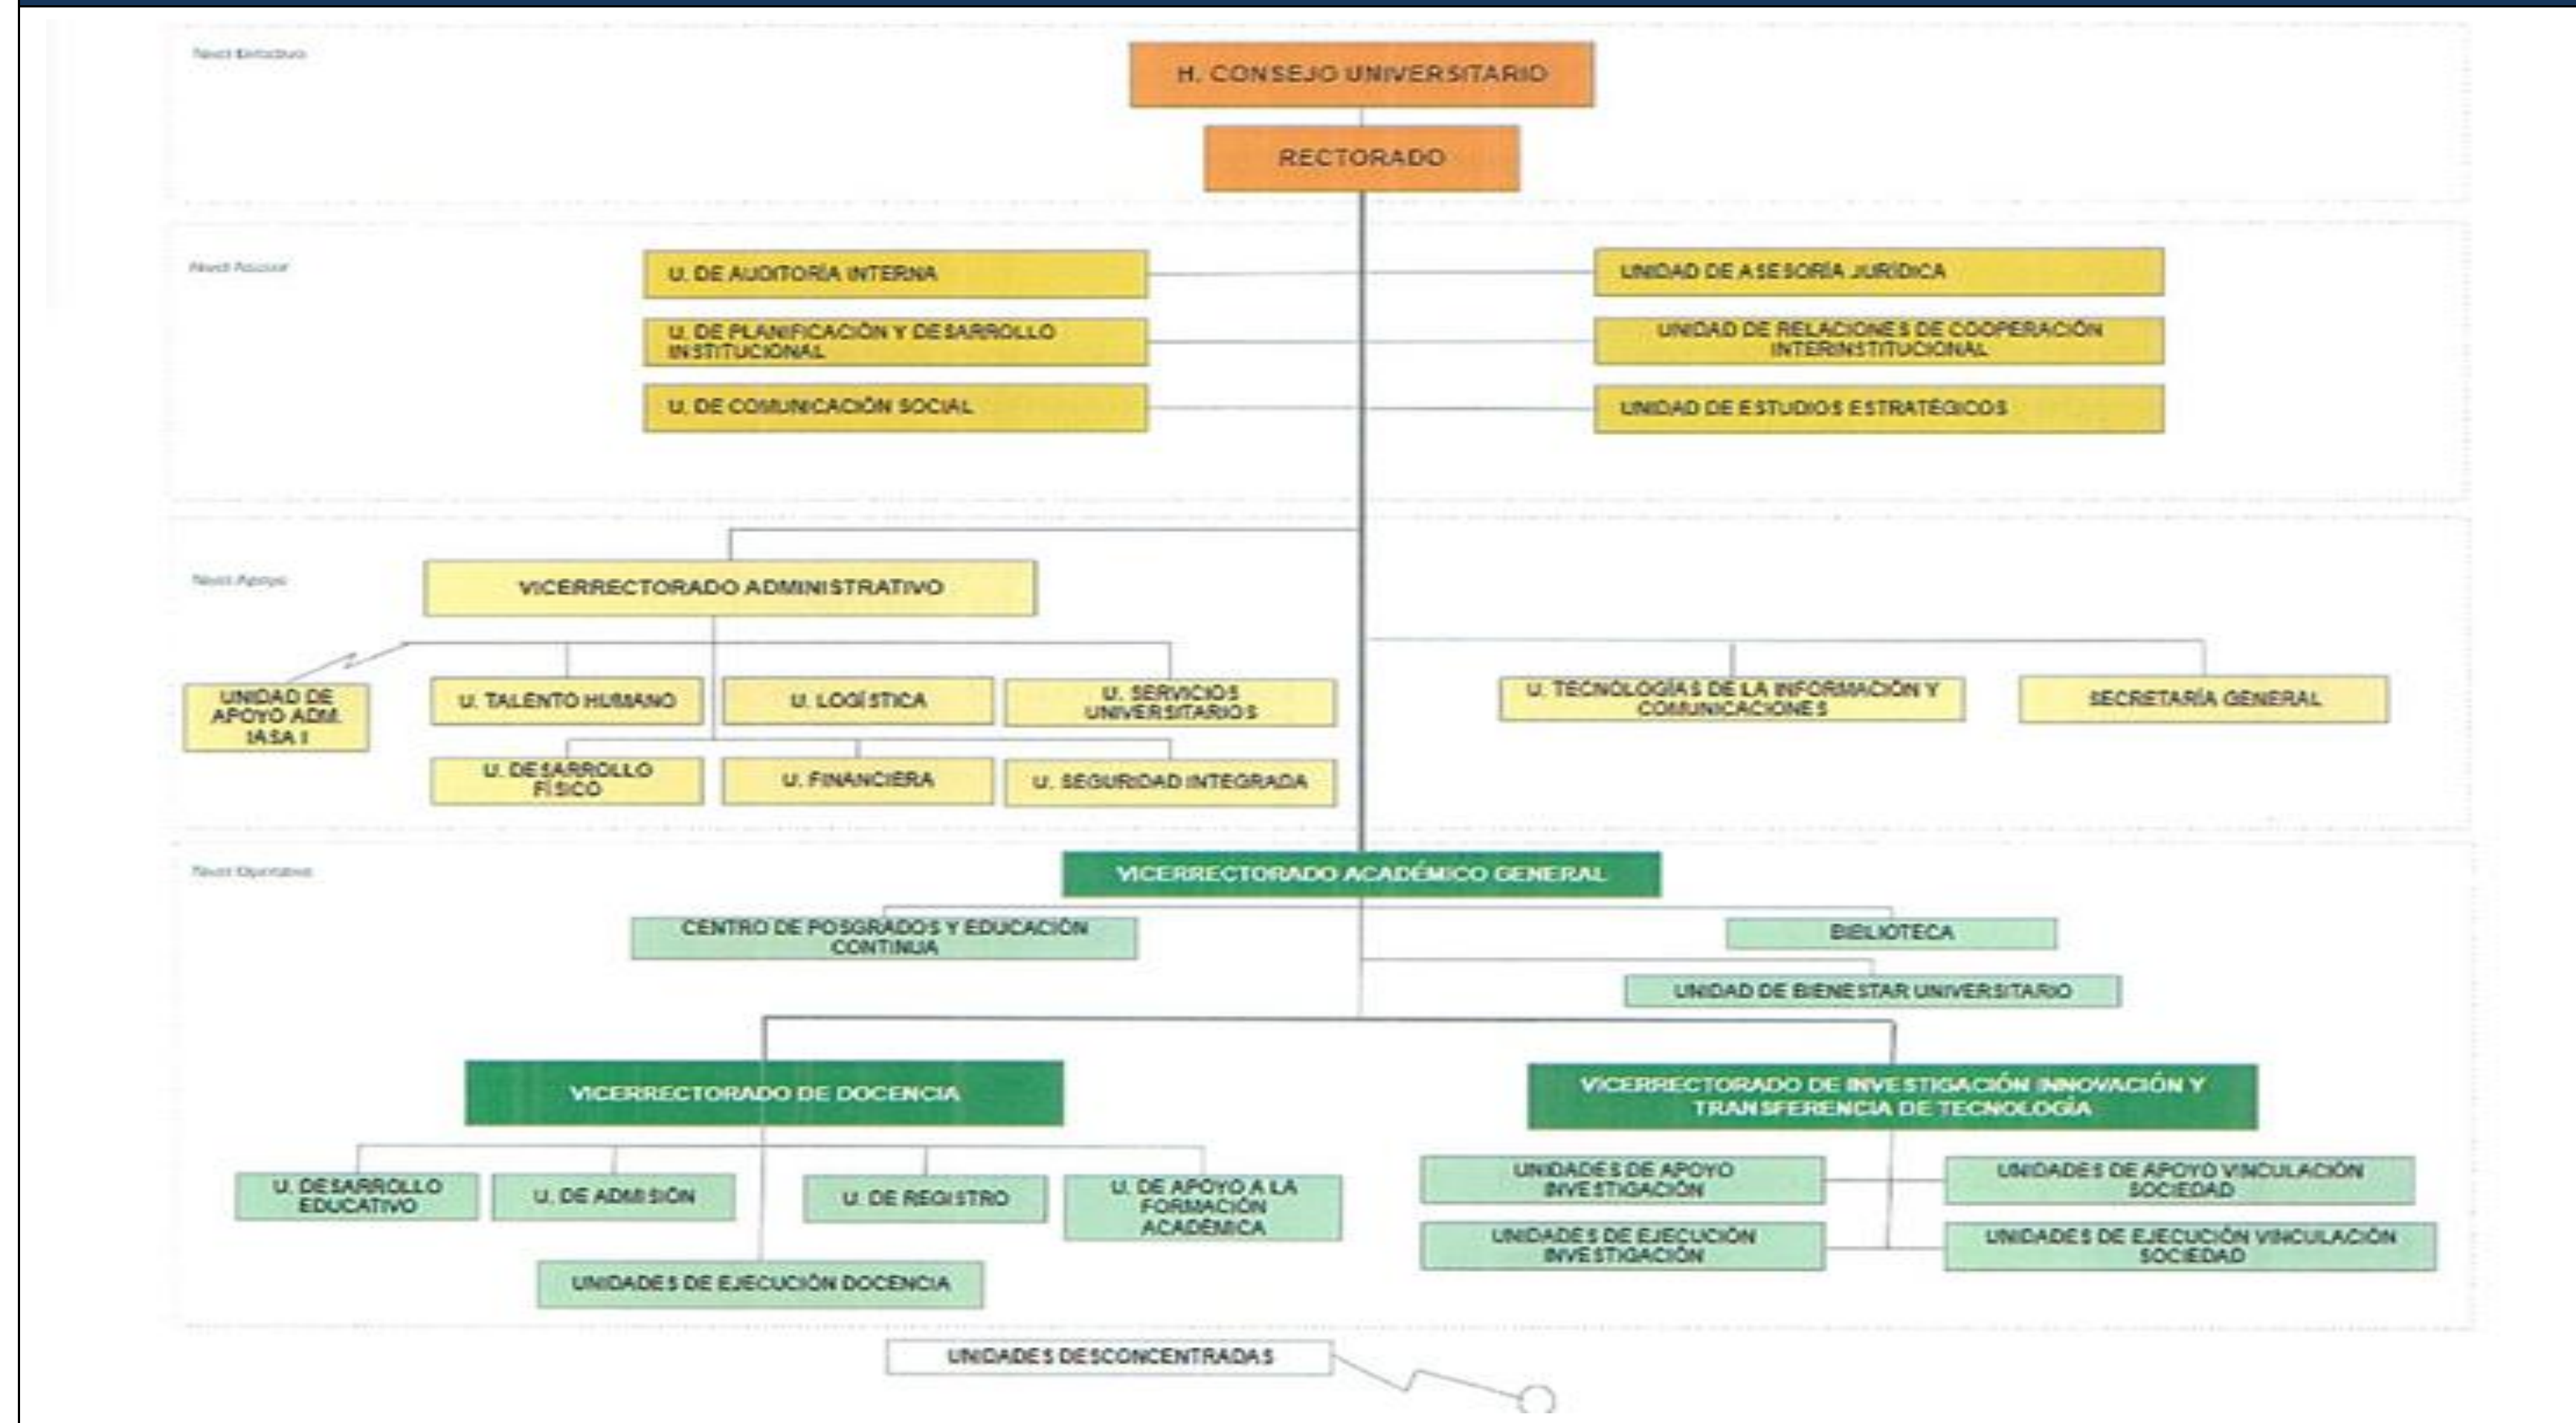 H. CONSEJO UNIVERSITARIO
RECTORADO
U. DE AUDITORÍA INTERNA
UNIDAD DE ASESORÍA JURÍDICA
U. DE PLANIFICACIÓN Y DESARROLLO
INSTITUCIONAL
UNIDAD DE RELACIONES DE COOPERACIÓN
INTERINSTITUCIONAL
U. DE COMUNICACIÓN SOCIAL
UNIDAD DE ESTUDIOS ESTRATÉGICOS
Nivel Apoyo
VICERRECTORADO ADMINISTRATIVO
UNIDAD DE
APOYO ADM.
IASA I
U. TALENTO HUMANO
U. LOGÍSTICA
U. SERVICIOS
UNIVERSITARIOS
U. TECNOLOGÍAS DE LA INFORMACIÓN Y
COMUNICACIONES
SECRETARÍA GENERAL
U. DESARROLLO
FÍSICO
U. FINANCIERA
U. SEGURIDAD INTEGRADA
Nivel Operativo
VICERRECTORADO ACADÉMICO GENERAL
CENTRO DE POSGRADOS Y EDUCACIÓN
CONTINUA
BIBLIOTECA
UNIDAD DE BIENESTAR UNIVERSITARIO
VICERRECTORADO DE DOCENCIA
VICERRECTORADO DE INVESTIGACIÓN INNOVACIÓN Y
TRANSFERENCIA DE TECNOLOGÍA
U. DESARROLLO
EDUCATIVO
U. DE ADMISIÓN
U. DE REGISTRO
U. DE APOYO A LA
FORMACIÓN
ACADÉMICA
UNIDADES DE APOYO
INVESTIGACIÓN
UNIDADES DE APOYO VINCULACIÓN
SOCIEDAD
UNIDADES DE EJECUCIÓN
INVESTIGACIÓN
UNIDADES DE EJECUCIÓN VINCULACIÓN
SOCIEDAD
UNIDADES DE EJECUCIÓN DOCENCIA
UNIDADES DESCONCENTRADAS